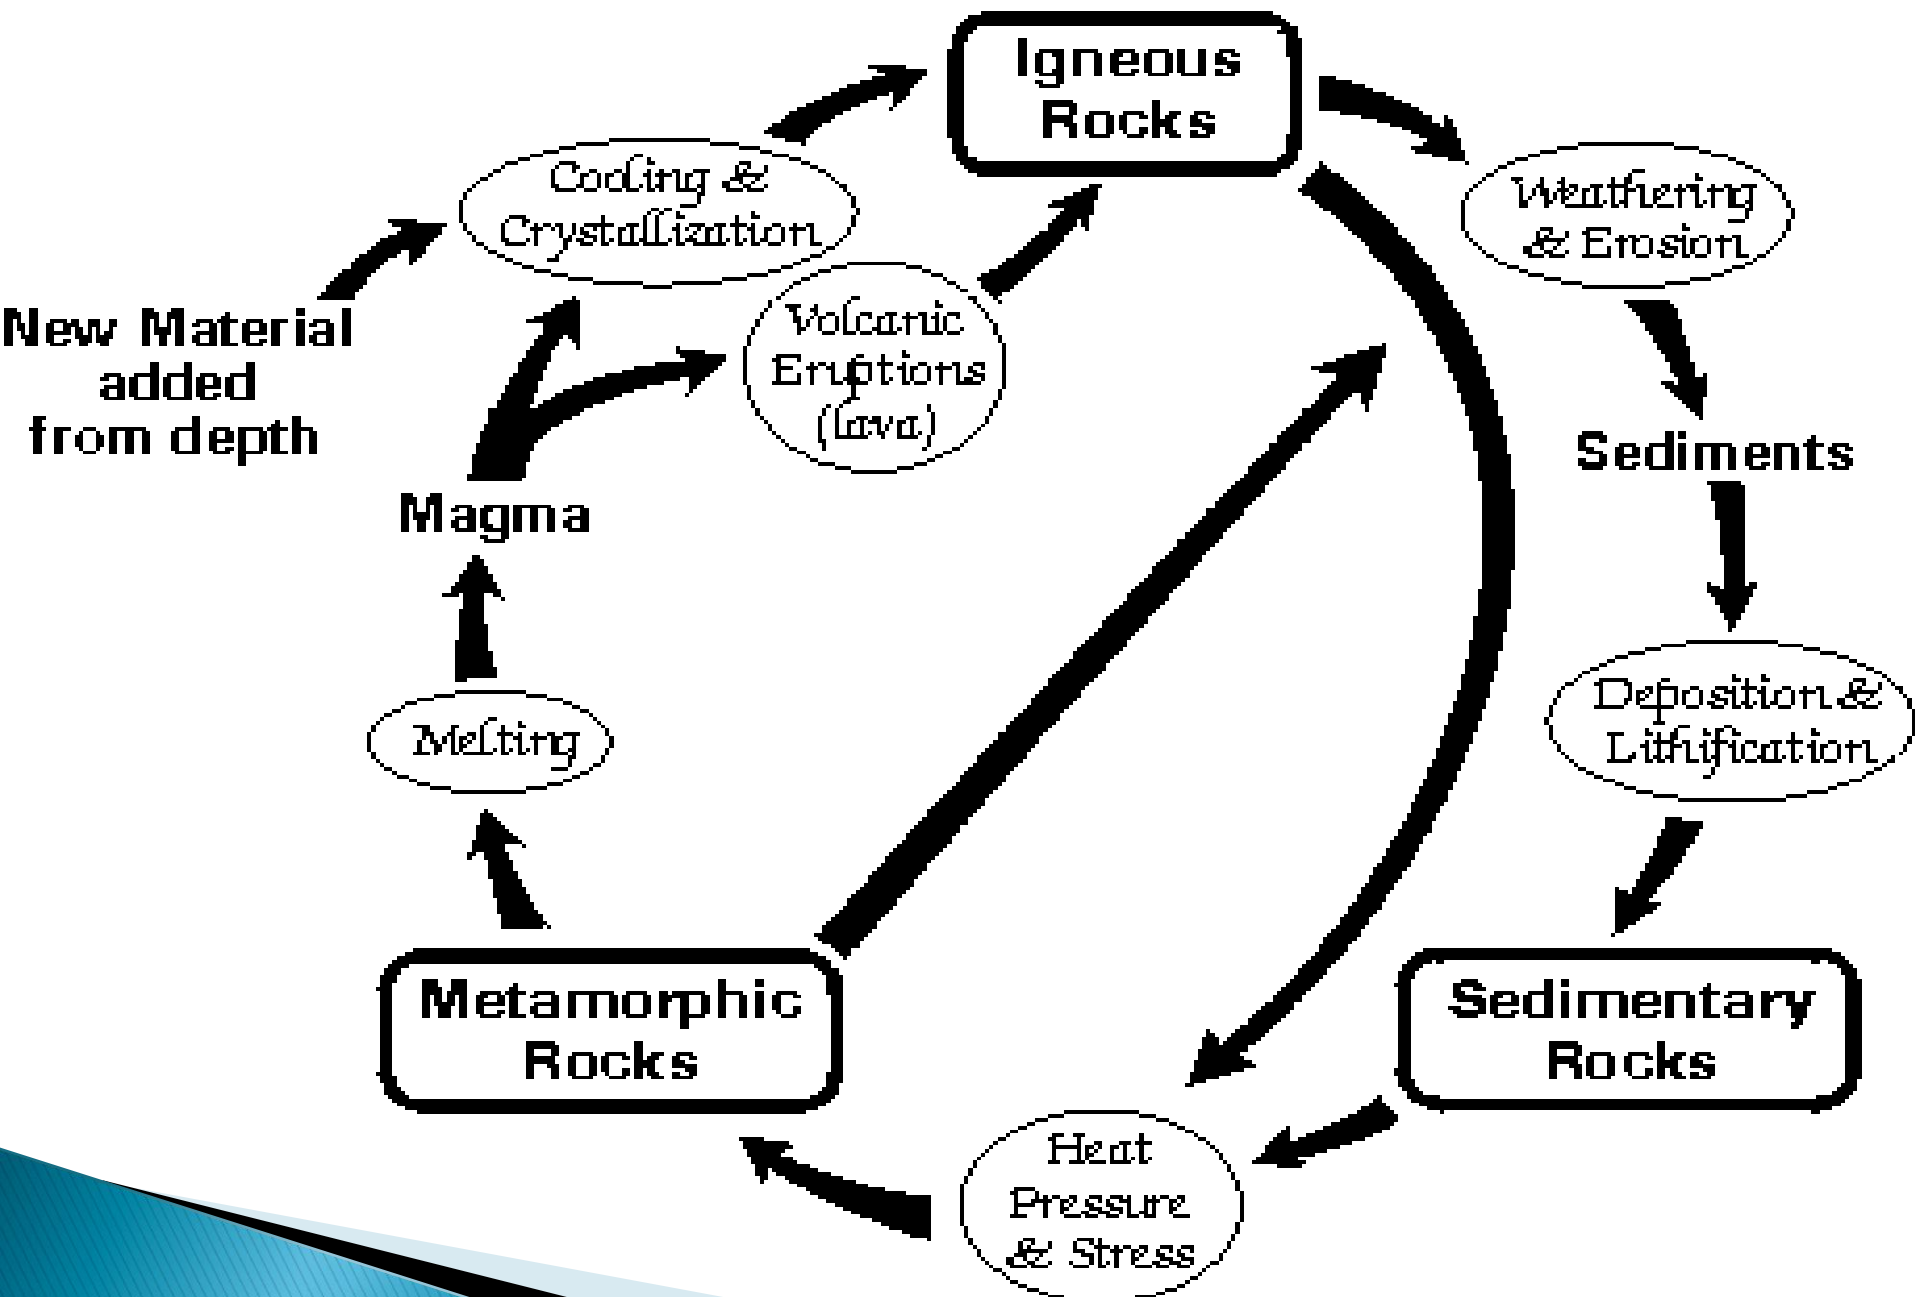 Igneous
Rocks
Cooling &
Crystallization
Weathering
& Erosion
New Material
added
from depth
Volcanic
Eruptions
(lava)
Sediments
Magma
Melting
Deposition &
Lithification
Metamorphic
Rocks
Sedimentary
Rocks
Heat
Pressure
& Stress